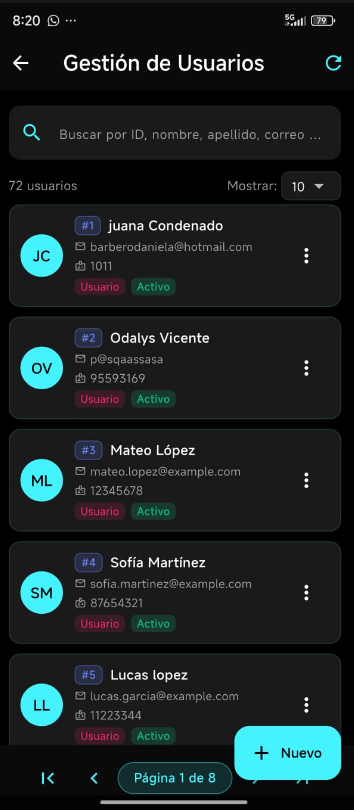 8:20
5G 79
Gestión de Usuarios
Buscar por ID, nombre, apellido, correo ...
72 usuarios Mostrar: 10
JC
#1 juana Condenado
barberodaniela@hotmail.com
1011
Usuario Activo
OV
#2 Odalys Vicente
p@sqaassasa
95593169
Usuario Activo
ML
#3 Mateo López
mateo.lopez@example.com
12345678
Usuario Activo
SM
#4 Sofía Martínez
sofia.martinez@example.com
87654321
Usuario Activo
LL
#5 Lucas lopez
lucas.garcia@example.com
11223344
Usuario Activo
+ Nuevo
Página 1 de 8